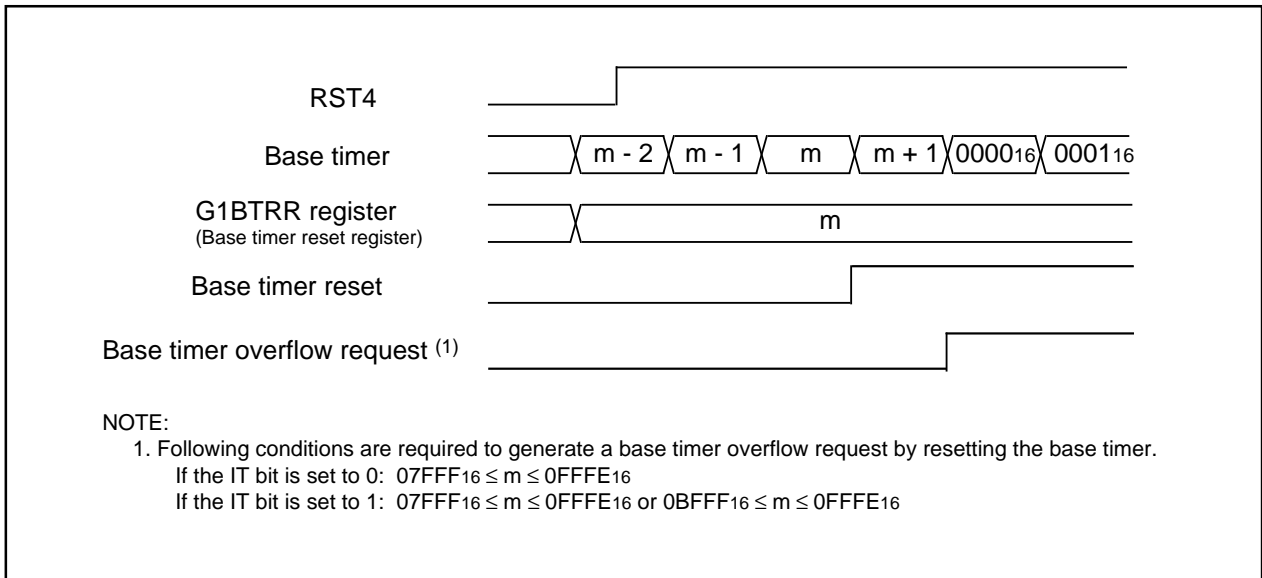 RST4
Base timer
m - 2 m - 1 m m + 1 000016 000116
G1BTRR register
(Base timer reset register)
m
Base timer reset
Base timer overflow request (1)
NOTE:
1. Following conditions are required to generate a base timer overflow request by resetting the base timer.
If the IT bit is set to 0: 07FFF16 ≤ m ≤ 0FFFE16
If the IT bit is set to 1: 07FFF16 ≤ m ≤ 0FFFE16 or 0BFFF16 ≤ m ≤ 0FFFE16